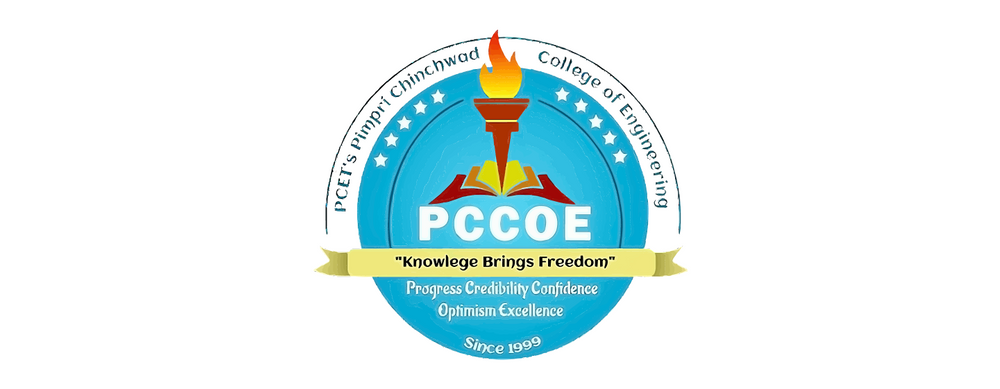 PCET's Pimpri Chinchwad College of Engineering
PCCOE
"Knowlege Brings Freedom"
Progress Credibility Confidence
Optimism Excellence
Since 1999